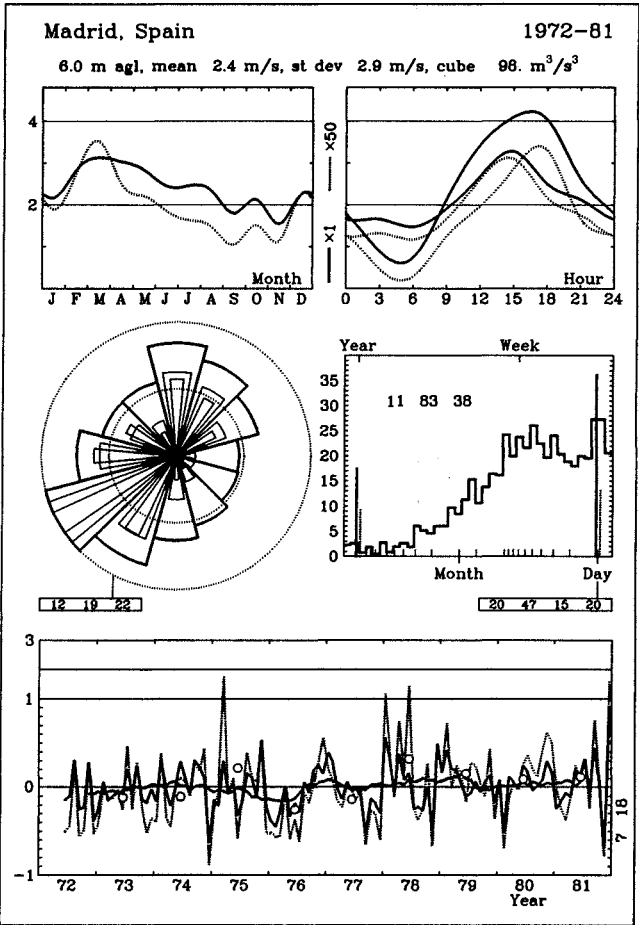 Madrid, Spain 1972–81
6.0 m agl, mean 2.4 m/s, st dev 2.9 m/s, cube 98. m³/s³
4
2
×50
×1
Month
Hour
J F M A M J J A S O N D
0 3 6 9 12 15 18 21 24
Year Week
35
30
25
20
15
10
5
0
11 83 38
Month Day
12 19 22
20 47 15 20
3
1
0
-1
7 18
72 73 74 75 76 77 78 79 80 81
Year